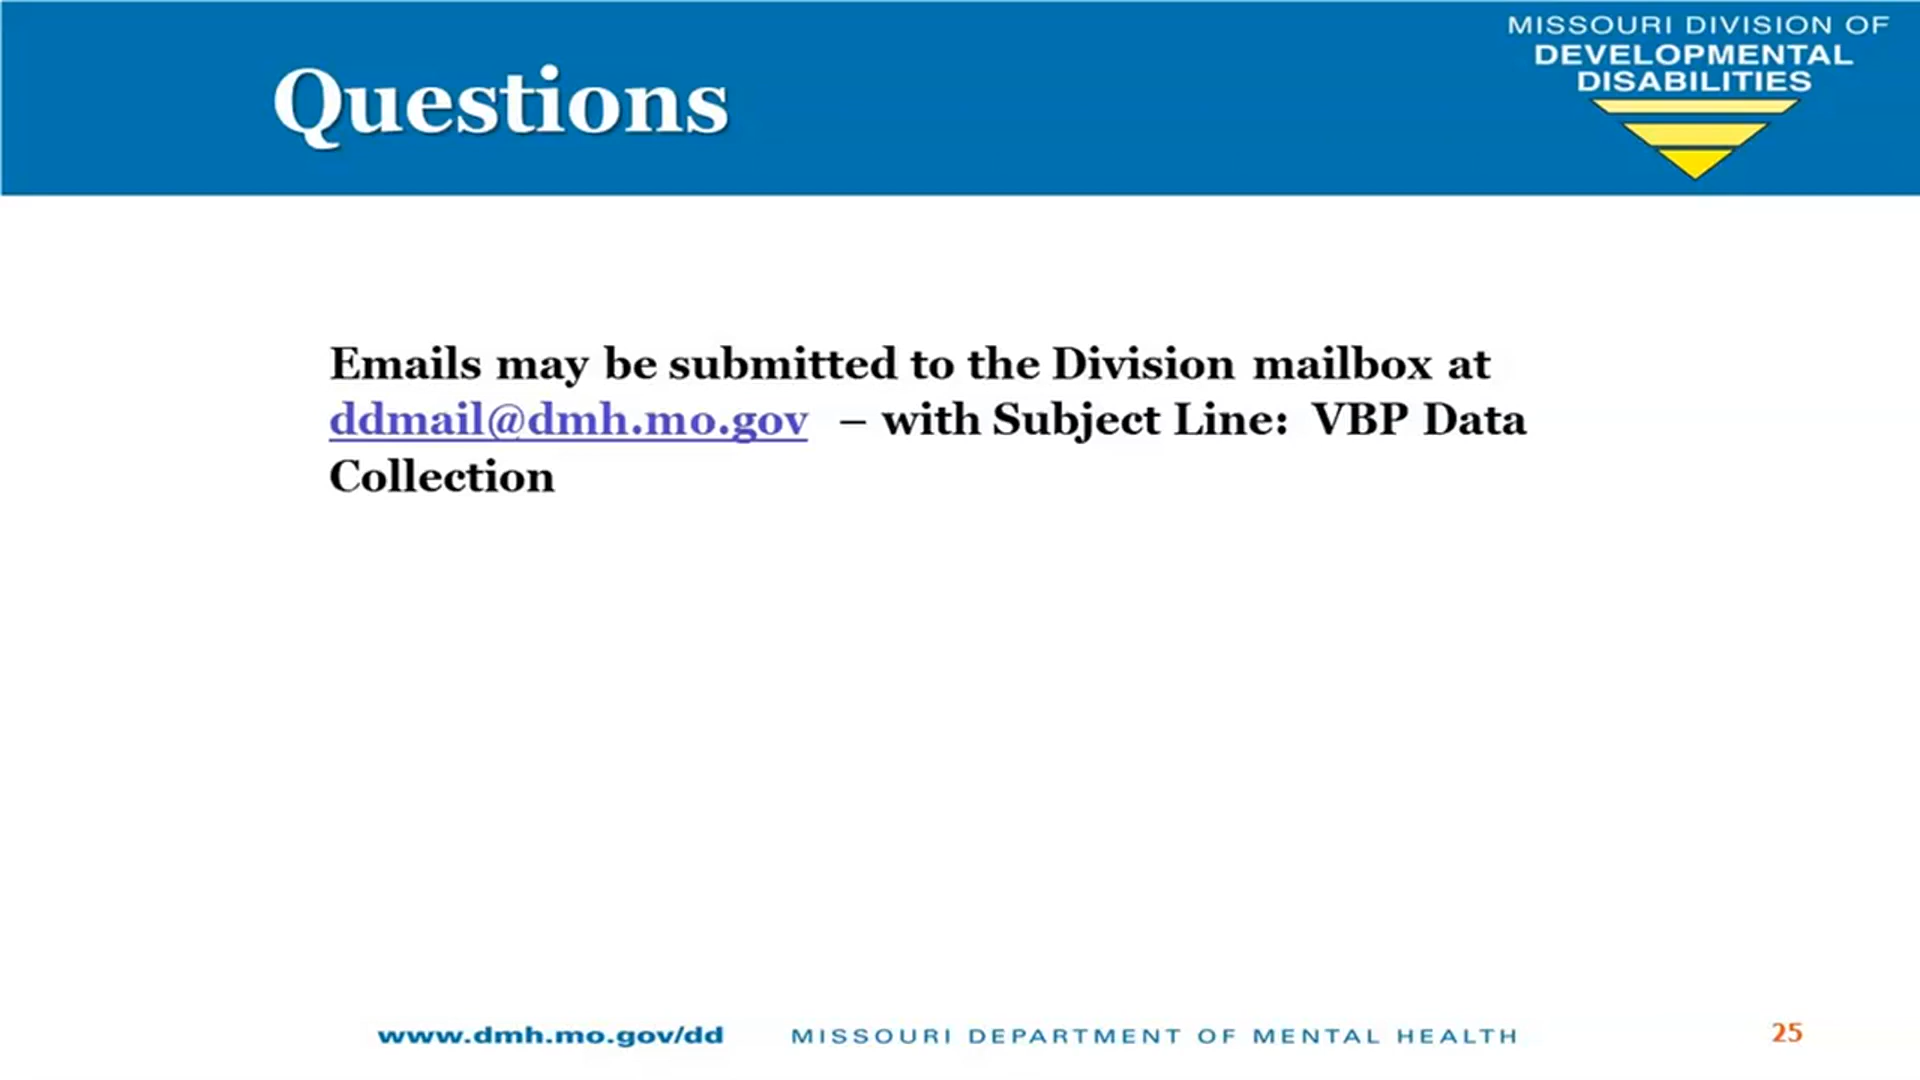 Questions
MISSOURI DIVISION OF
DEVELOPMENTAL
DISABILITIES
Emails may be submitted to the Division mailbox at
ddmail@dmh.mo.gov – with Subject Line: VBP Data
Collection
www.dmh.mo.gov/dd MISSOURI DEPARTMENT OF MENTAL HEALTH 25